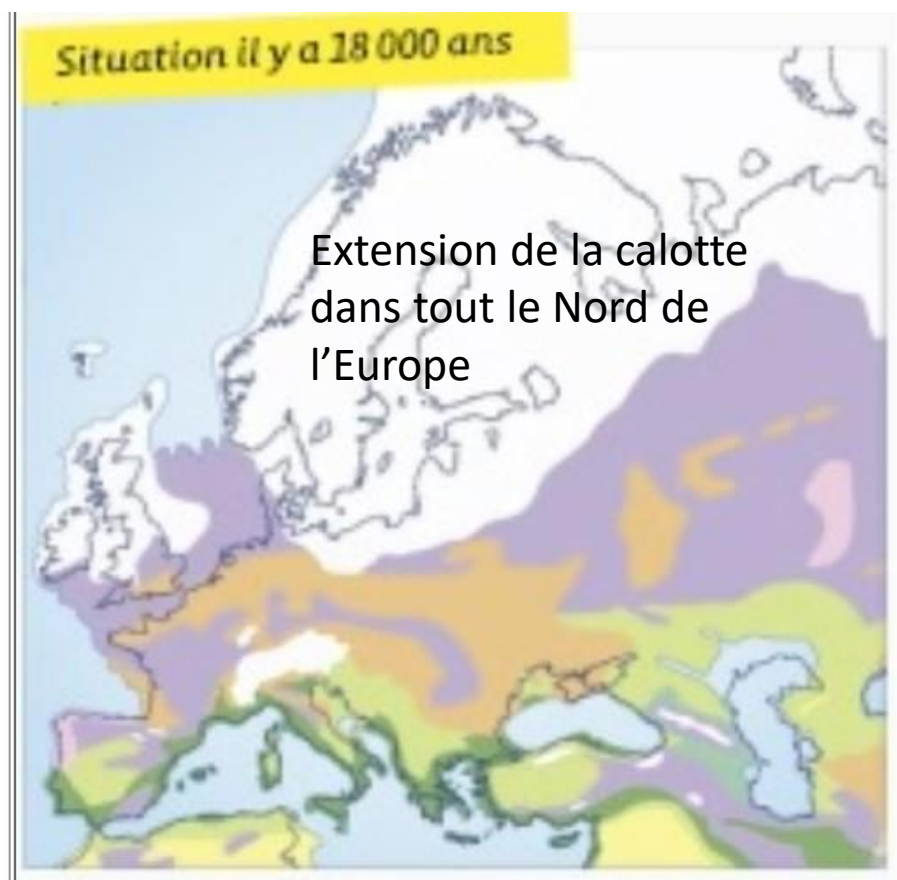 Situation il y a 18 000 ans
Extension de la calotte
dans tout le Nord de
l’Europe